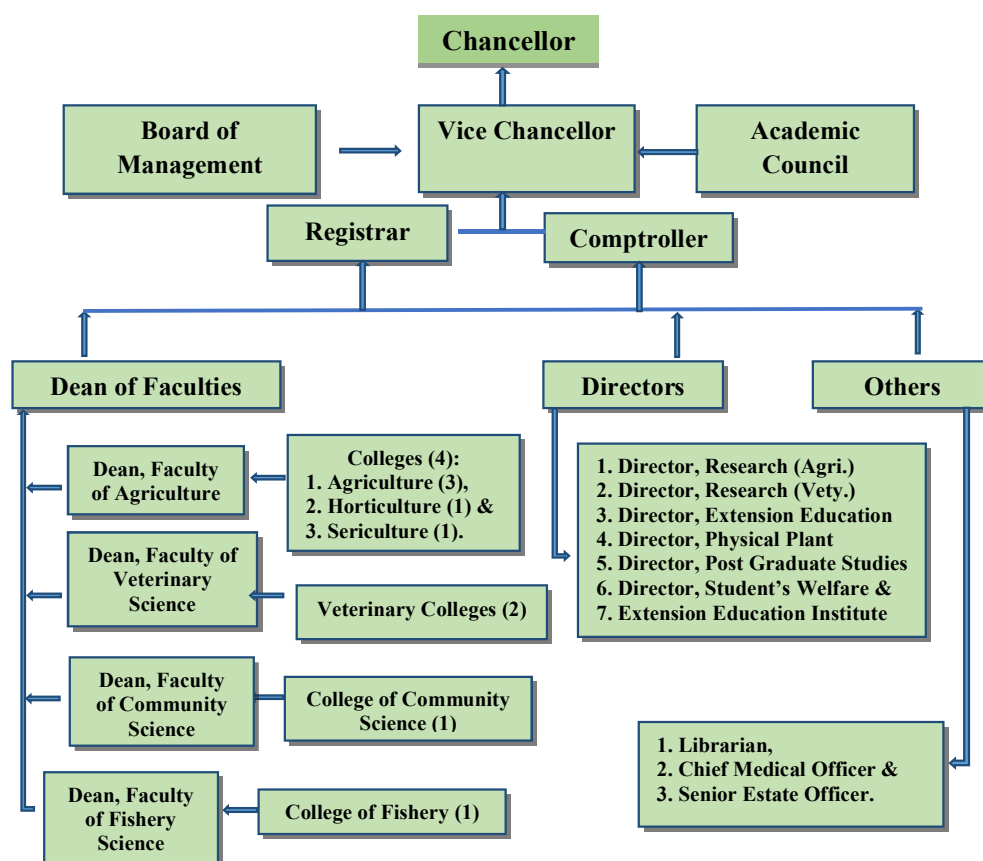 Chancellor
Board of
Management
Vice Chancellor
Academic
Council
Registrar
Comptroller
Dean of Faculties
Directors
Others
Dean, Faculty
of Agriculture
Colleges (4):
1. Agriculture (3),
2. Horticulture (1) &
3. Sericulture (1).
Dean, Faculty of
Veterinary
Science
Veterinary Colleges (2)
Dean, Faculty
of Community
Science
College of Community
Science (1)
Dean, Faculty
of Fishery
Science
College of Fishery (1)
1. Director, Research (Agri.)
2. Director, Research (Vety.)
3. Director, Extension Education
4. Director, Physical Plant
5. Director, Post Graduate Studies
6. Director, Student’s Welfare &
7. Extension Education Institute
1. Librarian,
2. Chief Medical Officer &
3. Senior Estate Officer.